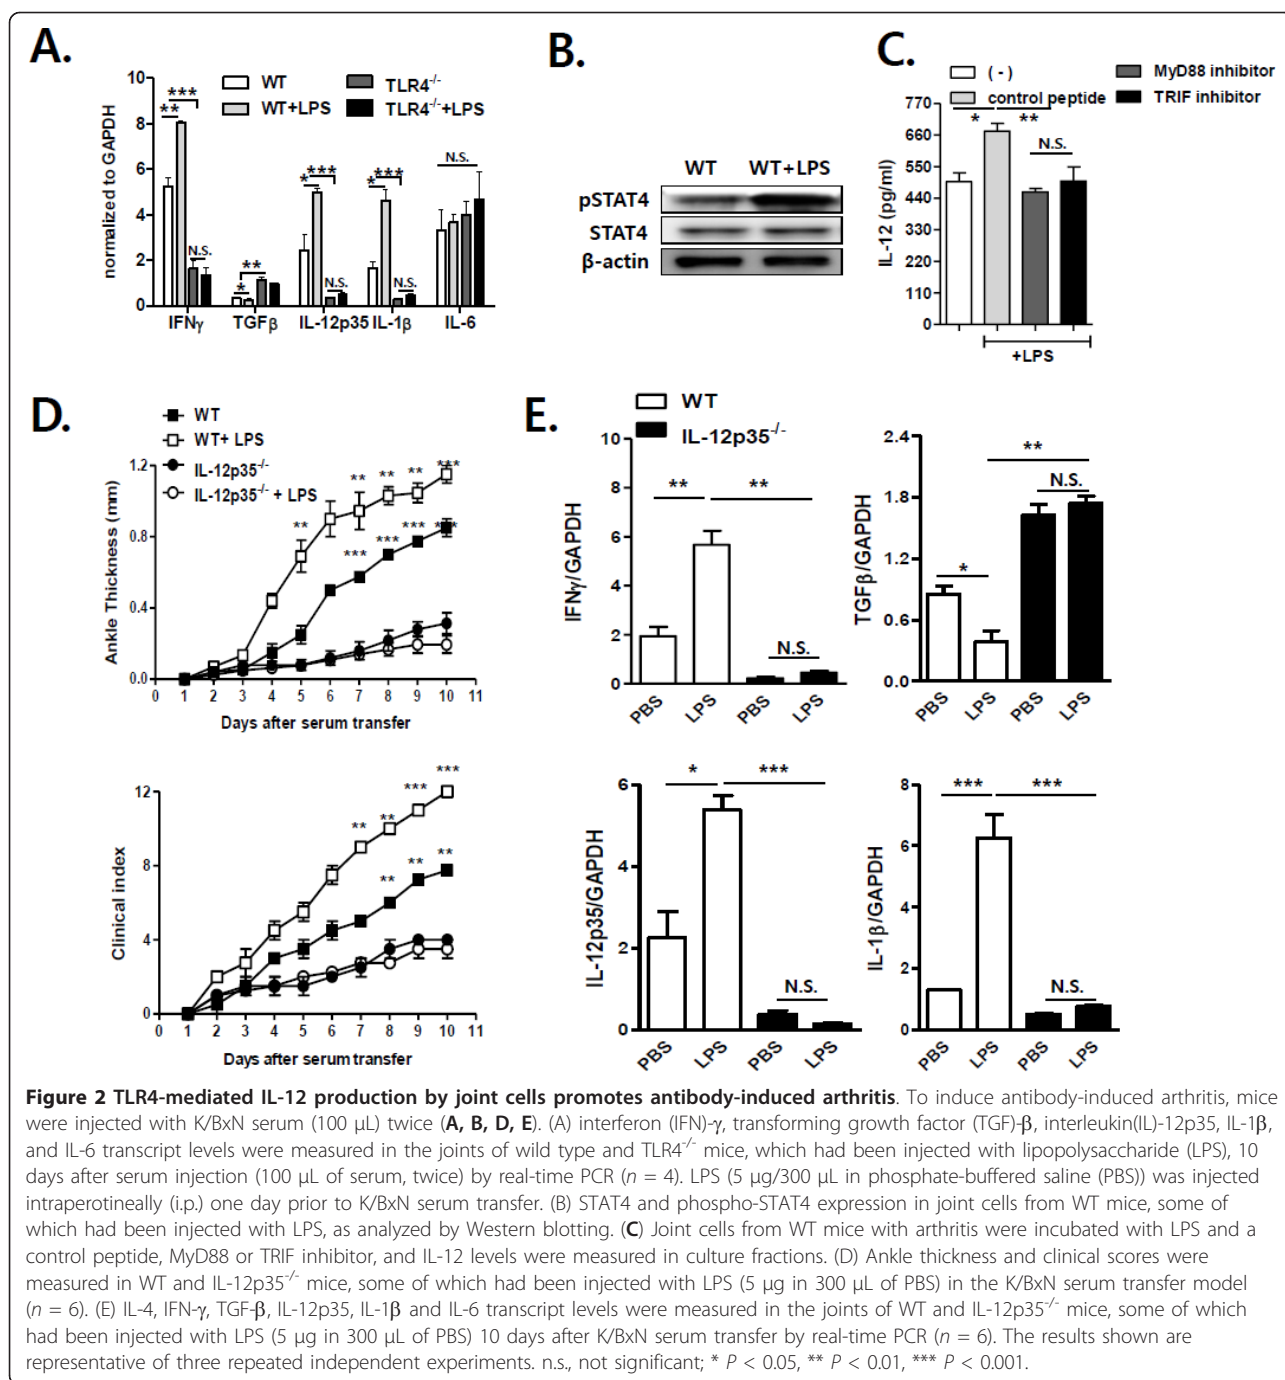 A.
normalized to GAPDH
10
8
6
4
2
0
WT
WT+LPS
TLR4-/-
TLR4-/-+LPS
***
**
N.S.
*
**
*
***
N.S.
*
***
N.S.
N.S.
IFNγ
TGFβ
IL-12p35
IL-1β
IL-6
B.
WT
WT+LPS
pSTAT4
STAT4
β-actin
C.
(-)
control peptide
MyD88 inhibitor
TRIF inhibitor
IL-12 (pg/ml)
770
660
550
440
330
220
110
0
*
**
N.S.
+LPS
D.
WT
WT+ LPS
IL-12p35-/-
IL-12p35-/- + LPS
Ankle Thickness (mm)
1.2
0.8
0.4
0.0
**
**
**
**
***
***
***
***
***
0 1 2 3 4 5 6 7 8 9 10 11
Days after serum transfer
Clinical index
12
8
4
0
**
**
***
***
**
**
**
0 1 2 3 4 5 6 7 8 9 10 11
Days after serum transfer
E.
WT
IL-12p35-/-
IFNγ/GAPDH
10
8
6
4
2
0
**
**
N.S.
PBS
LPS
PBS
LPS
TGFβ/GAPDH
2.4
1.8
1.2
0.6
0.0
*
**
N.S.
PBS
LPS
PBS
LPS
IL-12p35/GAPDH
6
4
2
0
*
***
N.S.
PBS
LPS
PBS
LPS
IL-1β/GAPDH
8
6
4
2
0
***
***
N.S.
PBS
LPS
PBS
LPS
Figure 2 TLR4-mediated IL-12 production by joint cells promotes antibody-induced arthritis. To induce antibody-induced arthritis, mice
were injected with K/BxN serum (100 μL) twice (A, B, D, E). (A) interferon (IFN)-γ, transforming growth factor (TGF)-β, interleukin(IL)-12p35, IL-1β,
and IL-6 transcript levels were measured in the joints of wild type and TLR4-/- mice, which had been injected with lipopolysaccharide (LPS), 10
days after serum injection (100 μL of serum, twice) by real-time PCR (n = 4). LPS (5 μg/300 μL in phosphate-buffered saline (PBS)) was injected
intraperotineally (i.p.) one day prior to K/BxN serum transfer. (B) STAT4 and phospho-STAT4 expression in joint cells from WT mice, some of
which had been injected with LPS, as analyzed by Western blotting. (C) Joint cells from WT mice with arthritis were incubated with LPS and a
control peptide, MyD88 or TRIF inhibitor, and IL-12 levels were measured in culture fractions. (D) Ankle thickness and clinical scores were
measured in WT and IL-12p35-/- mice, some of which had been injected with LPS (5 μg in 300 μL of PBS) in the K/BxN serum transfer model
(n = 6). (E) IL-4, IFN-γ, TGF-β, IL-12p35, IL-1β and IL-6 transcript levels were measured in the joints of WT and IL-12p35-/- mice, some of which
had been injected with LPS (5 μg in 300 μL of PBS) 10 days after K/BxN serum transfer by real-time PCR (n = 6). The results shown are
representative of three repeated independent experiments. n.s., not significant; * P < 0.05, ** P < 0.01, *** P < 0.001.